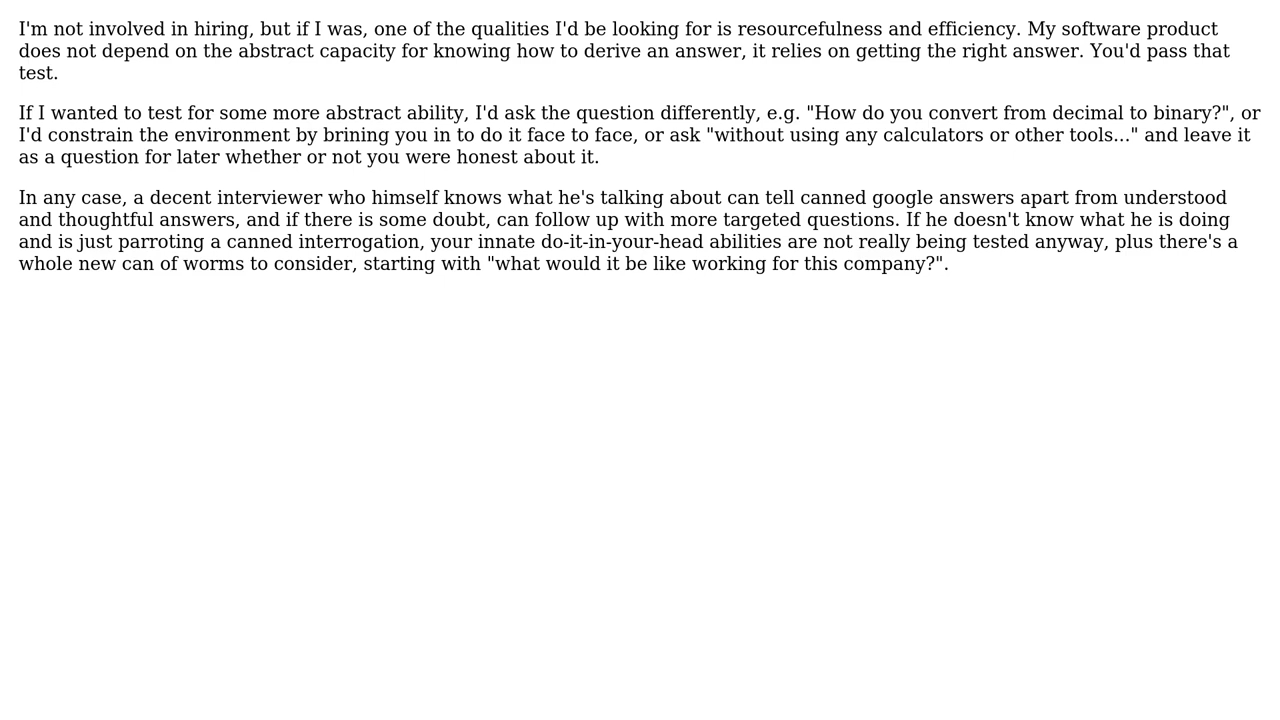 I'm not involved in hiring, but if I was, one of the qualities I'd be looking for is resourcefulness and efficiency. My software product
does not depend on the abstract capacity for knowing how to derive an answer, it relies on getting the right answer. You'd pass that
test.
If I wanted to test for some more abstract ability, I'd ask the question differently, e.g. "How do you convert from decimal to binary?", or
I'd constrain the environment by brining you in to do it face to face, or ask "without using any calculators or other tools..." and leave it
as a question for later whether or not you were honest about it.
In any case, a decent interviewer who himself knows what he's talking about can tell canned google answers apart from understood
and thoughtful answers, and if there is some doubt, can follow up with more targeted questions. If he doesn't know what he is doing
and is just parroting a canned interrogation, your innate do-it-in-your-head abilities are not really being tested anyway, plus there's a
whole new can of worms to consider, starting with "what would it be like working for this company?".